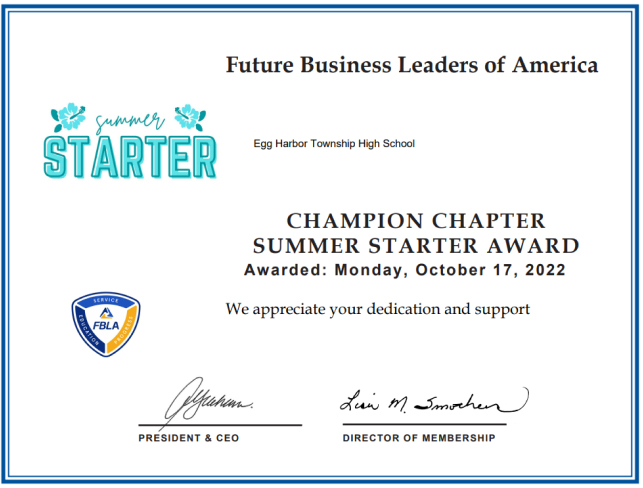 Future Business Leaders of America
summer
STARTER
Egg Harbor Township High School
CHAMPION CHAPTER
SUMMER STARTER AWARD
Awarded: Monday, October 17, 2022
We appreciate your dedication and support
SERVICE
EDUCATION
PROGRESS
FBLA
Lisa M. Smothers
PRESIDENT & CEO
DIRECTOR OF MEMBERSHIP